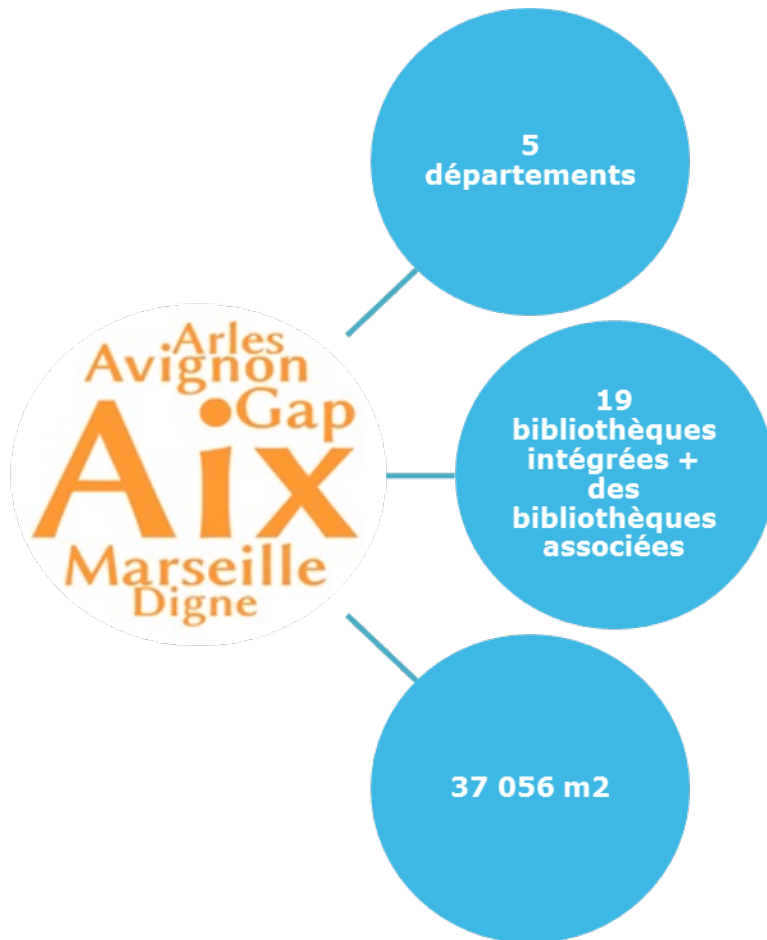 5
départements
Arles
Avignon
Gap
Aix
Marseille
Digne
19
bibliothèques
intégrées +
des
bibliothèques
associées
37 056 m2